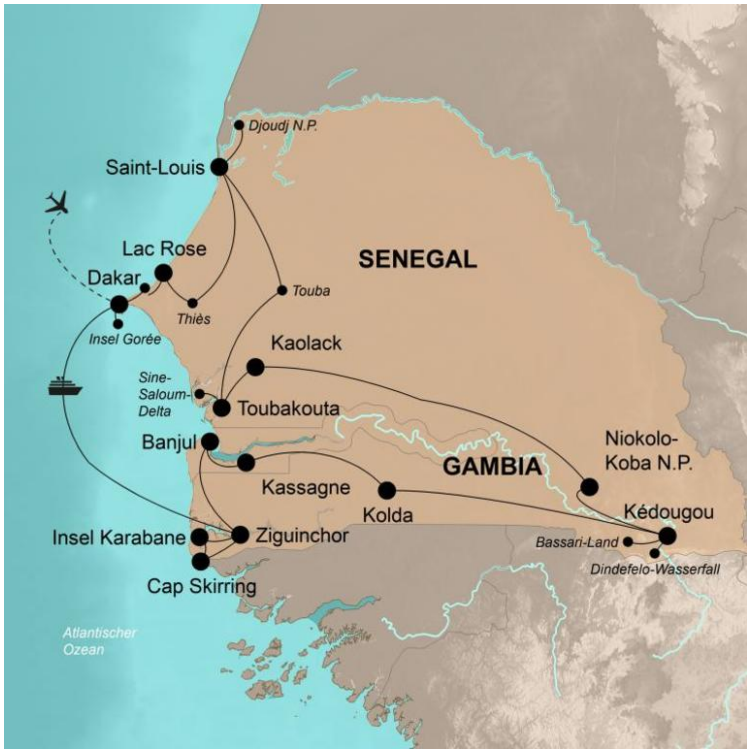 Djoudj N.P.
Saint-Louis
Lac Rose
SENEGAL
Dakar
Touba
Thiès
Insel Gorée
Kaolack
Sine-
Saloum-
Delta
Toubakouta
Banjul
Niokolo-
Koba N.P.
GAMBIA
Kassagne
Kolda
Kédougou
Insel Karabane
Ziguinchor
Bassari-Land
Dindefelo-Wasserfall
Cap Skirring
Atlantischer
Ozean